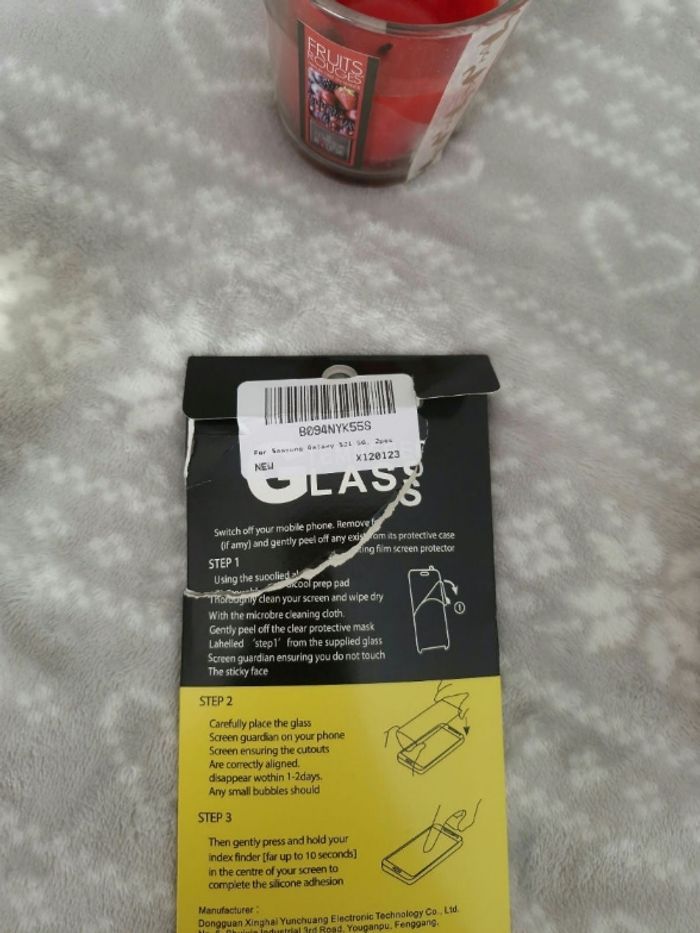 FRUITS
ROUGES
B094NYK55S
For Samsung Galaxy S21 5G, 2pcs
NEW
X120123
GLASS
Switch off your mobile phone. Remove
(if amy) and gently peel off any exis om its protective case
ting film screen protector
STEP 1
Using the suoolied al
cool prep pad
Thoroughly clean your screen and wipe dry
With the microbre cleaning cloth.
Gently peel off the clear protective mask
Labelled 'step1' from the supplied glass
Screen guardian ensuring you do not touch
The sticky face
STEP 2
Carefully place the glass
Screen guardian on your phone
Screen ensuring the cutouts
Are correctly aligned.
disappear wothin 1-2days.
Any small bubbles should
STEP 3
Then gently press and hold your
index finder [far up to 10 seconds]
in the centre of your screen to
complete the silicone adhesion
Manufacturer :
Dongguan Xinghai Yunchuang Electronic Technology Co., Ltd.
Industrial 3rd Road, Youganpu, Fenggang,